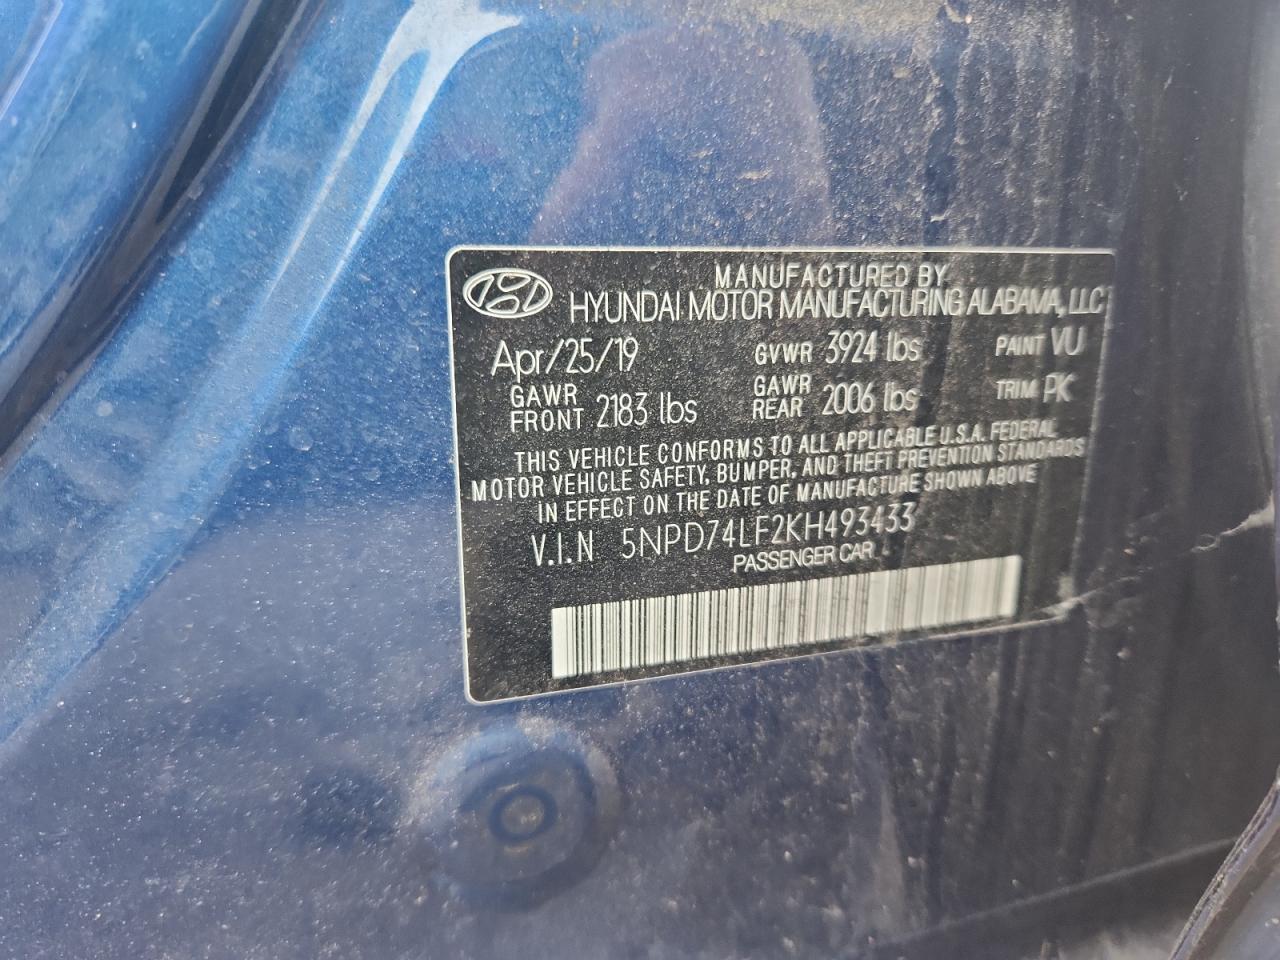 MANUFACTURED BY
HYUNDAI MOTOR MANUFACTURING ALABAMA, LLC
Apr/25/19 GVWR 3924 lbs PAINT VU
GAWR FRONT 2183 lbs GAWR REAR 2006 lbs TRIM PK
THIS VEHICLE CONFORMS TO ALL APPLICABLE U.S.A. FEDERAL
MOTOR VEHICLE SAFETY, BUMPER, AND THEFT PREVENTION STANDARDS
IN EFFECT ON THE DATE OF MANUFACTURE SHOWN ABOVE
V.I.N 5NPD74LF2KH493433
PASSENGER CAR